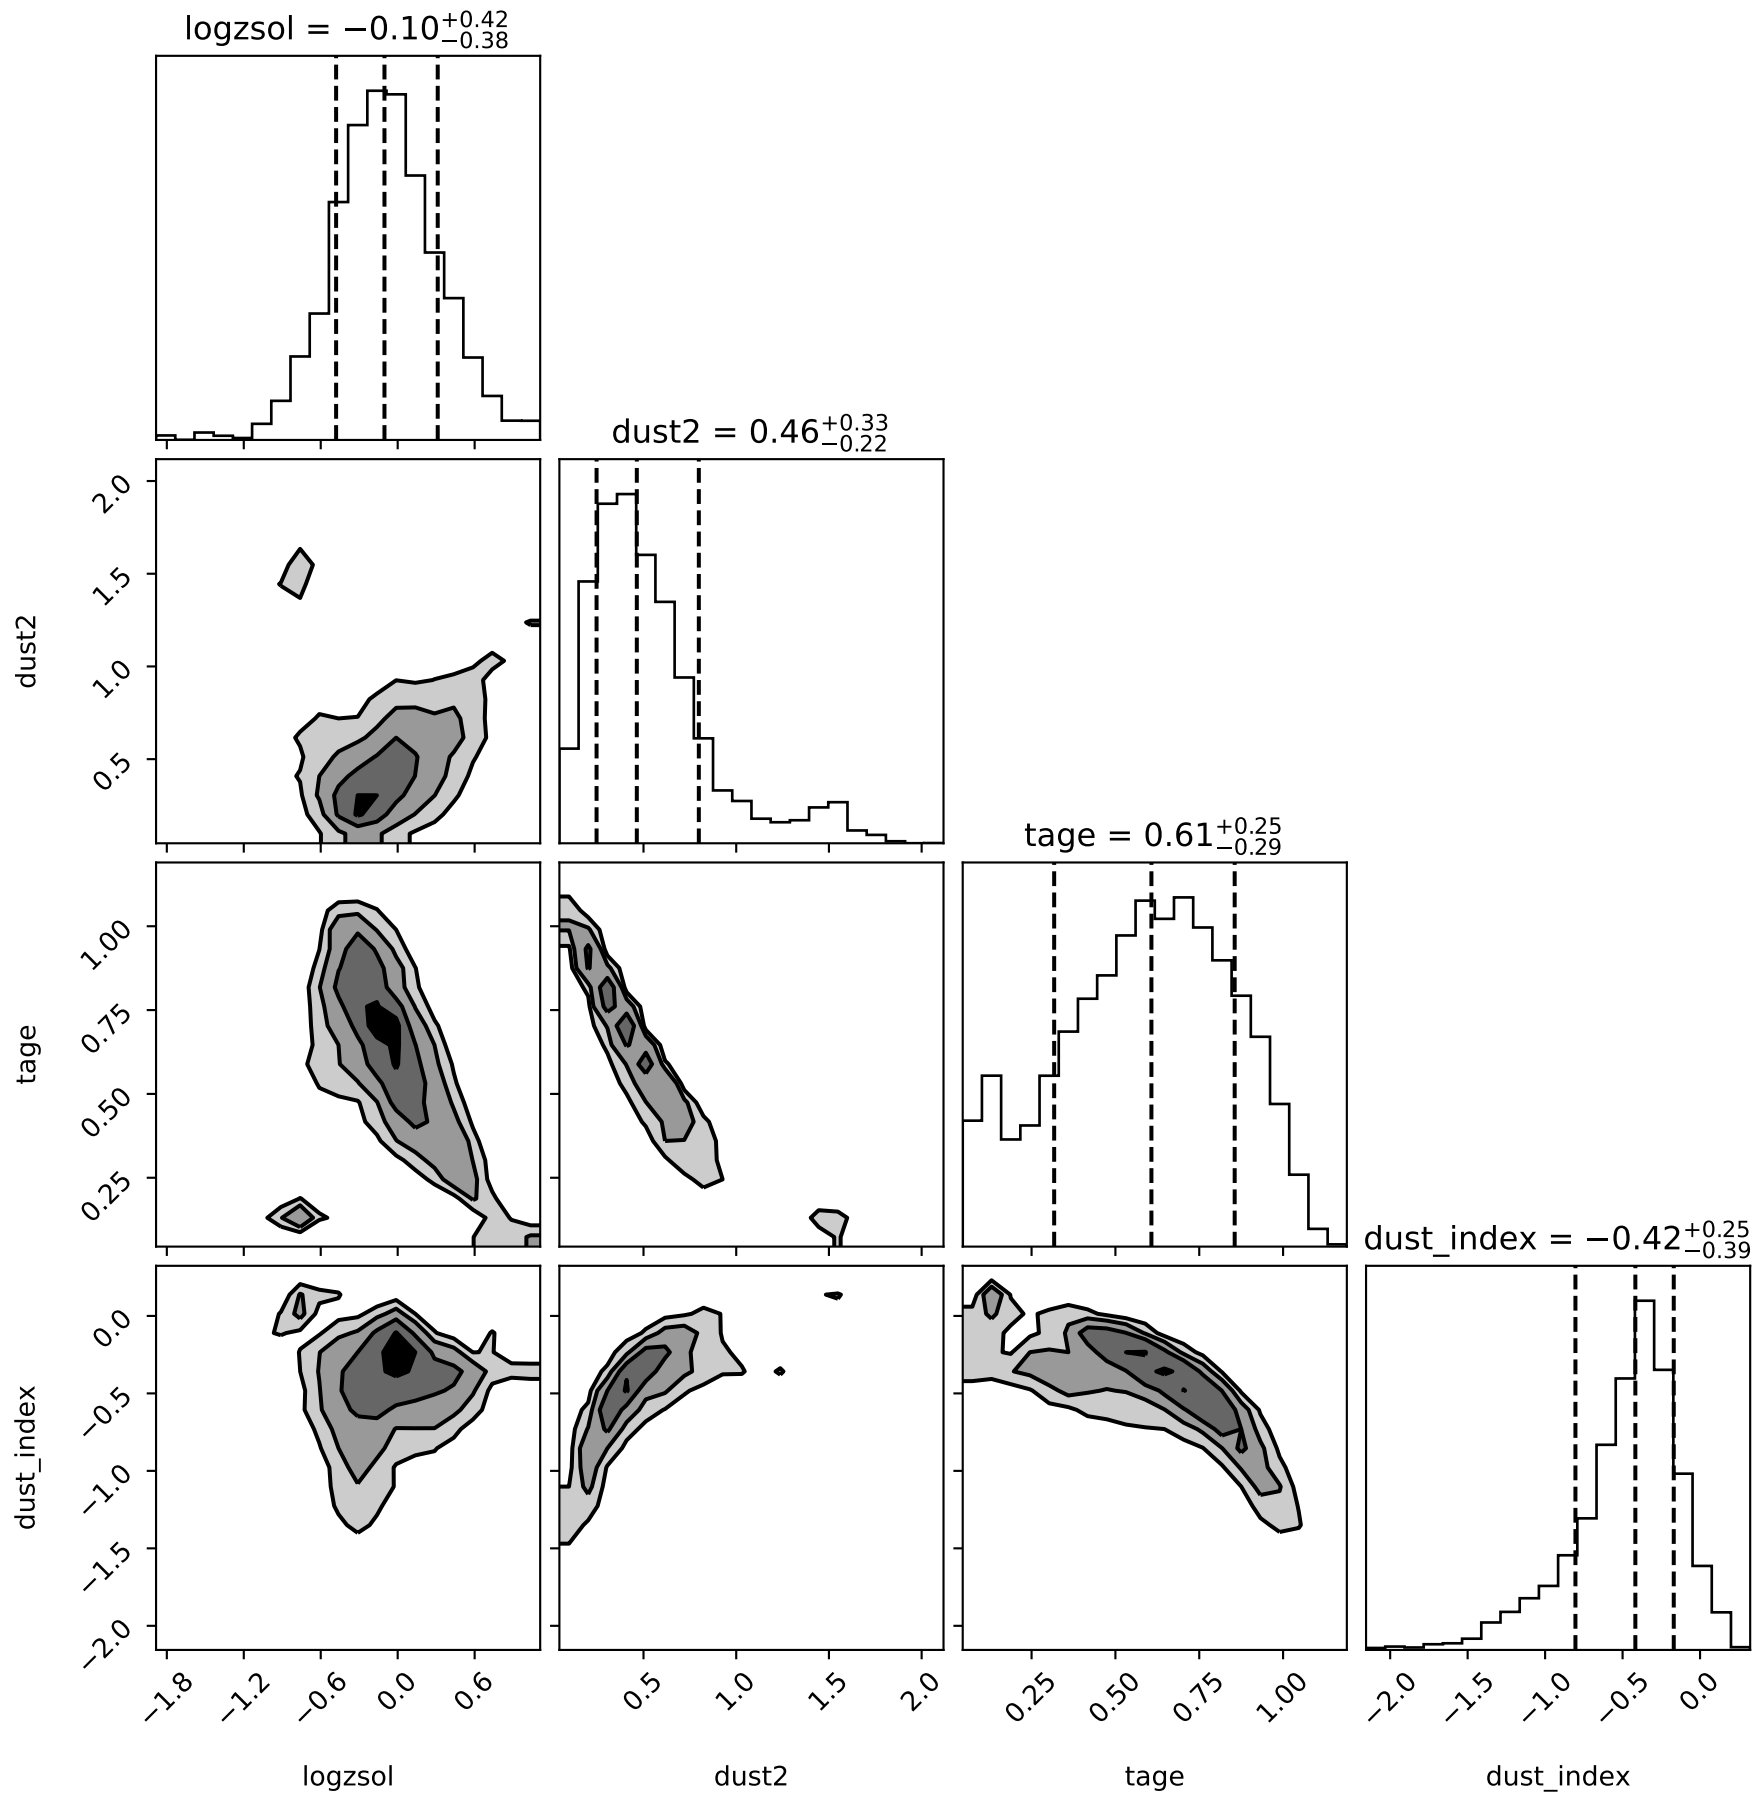 logzsol = −0.10+0.42−0.38
dust2 = 0.46+0.33−0.22
2.0
1.5
1.0
0.5
dust2
tage = 0.61+0.25−0.29
1.00
0.75
0.50
0.25
tage
dust_index = −0.42+0.25−0.39
0.0
−0.5
−1.0
−1.5
−2.0
dust_index
−1.8 −1.2 −0.6 0.0 0.6
0.5 1.0 1.5 2.0
0.25 0.50 0.75 1.00
−2.0 −1.5 −1.0 −0.5 0.0
logzsol
dust2
tage
dust_index